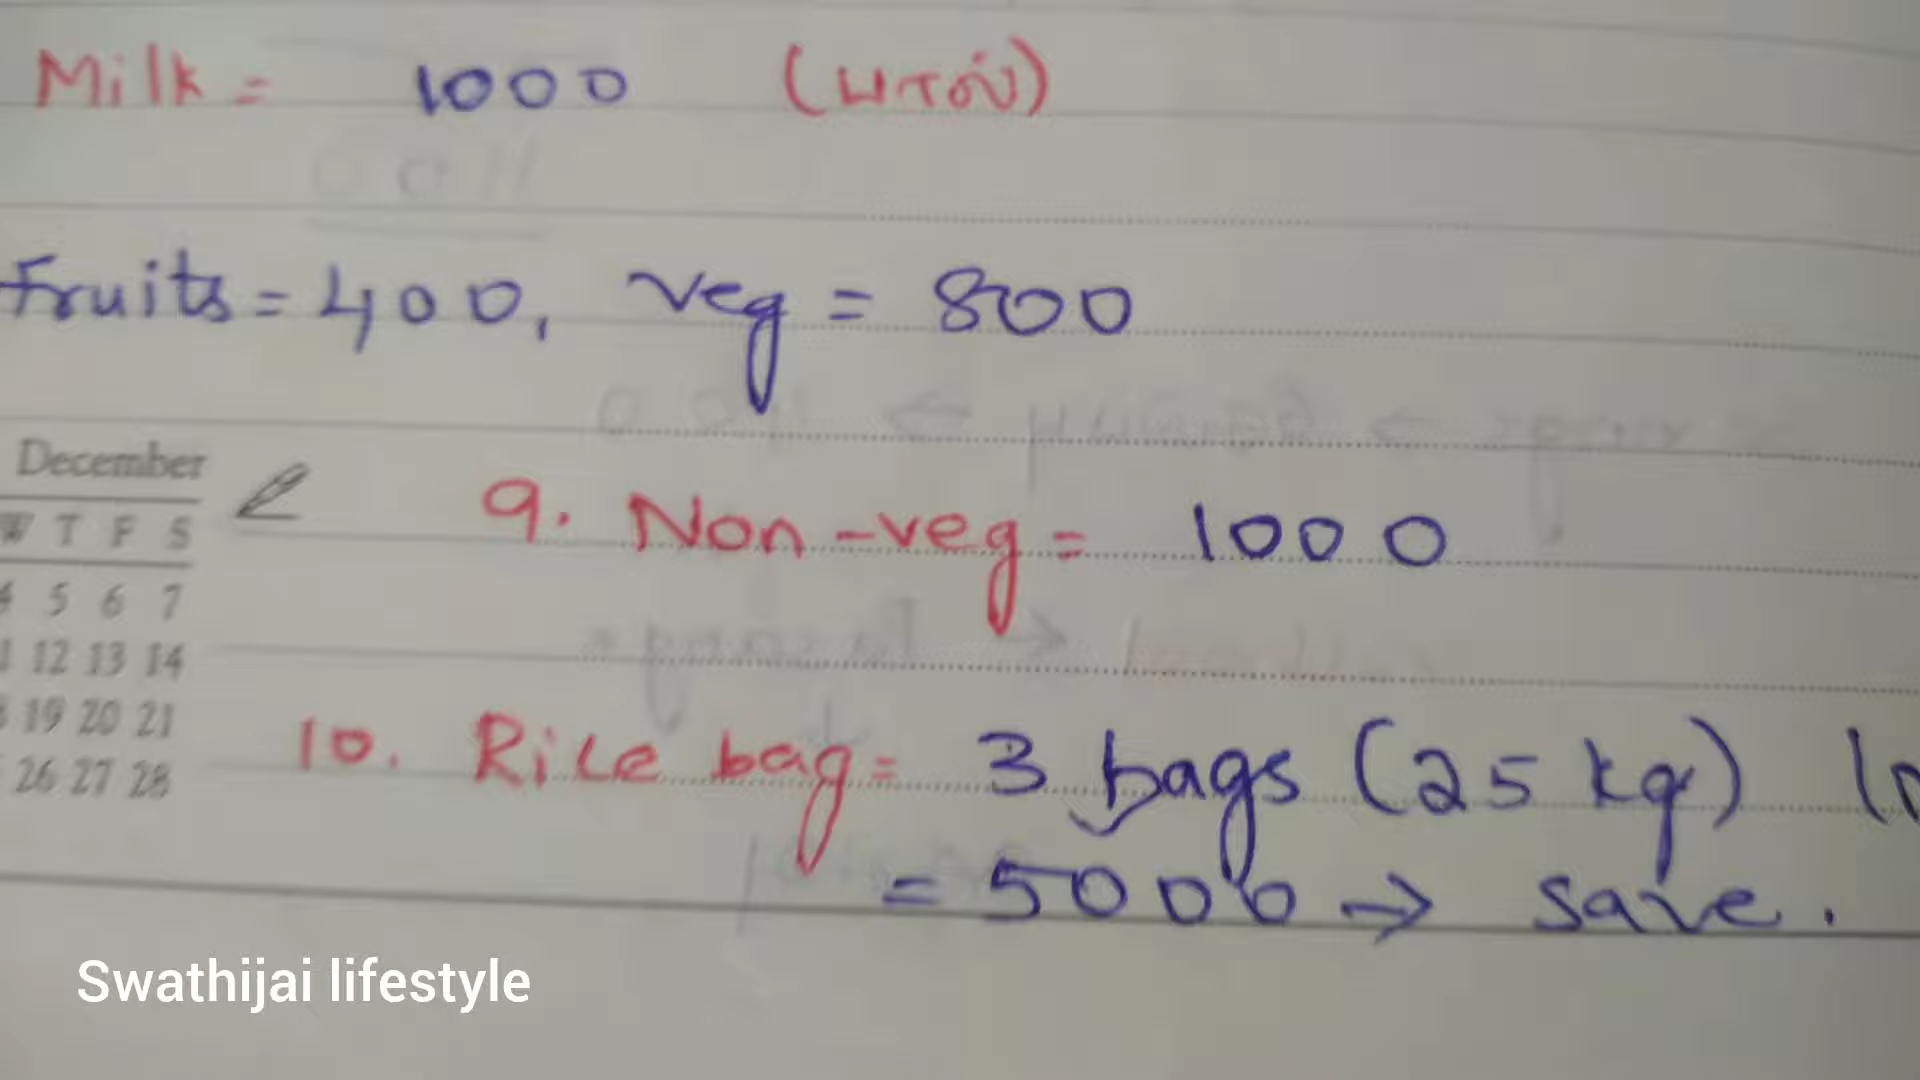 Milk = 1000 (பால்)
Fruits = 400, veg = 800
December
W T F S
9. Non-veg = 1000
4 5 6 7
11 12 13 14
18 19 20 21
26 27 28
10. Rice bag = 3 bags (25 kg)
= 5000 → save.
Swathijai lifestyle